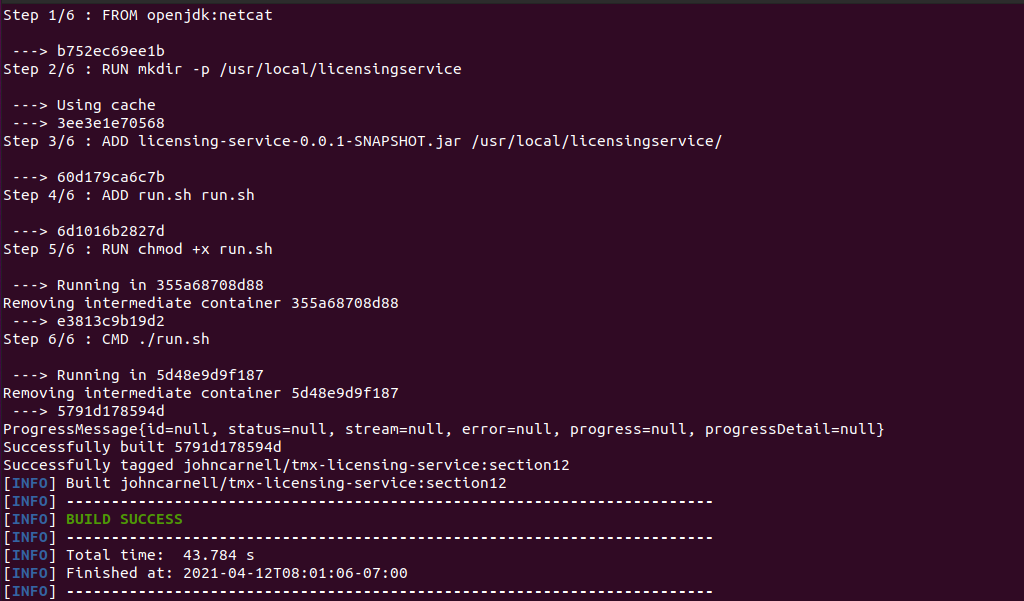 Step 1/6 : FROM openjdk:netcat
---> b752ec69ee1b
Step 2/6 : RUN mkdir -p /usr/local/licensingservice
---> Using cache
---> 3ee3e1e70568
Step 3/6 : ADD licensing-service-0.0.1-SNAPSHOT.jar /usr/local/licensingservice/
---> 60d179ca6c7b
Step 4/6 : ADD run.sh run.sh
---> 6d1016b2827d
Step 5/6 : RUN chmod +x run.sh
---> Running in 355a68708d88
Removing intermediate container 355a68708d88
---> e3813c9b19d2
Step 6/6 : CMD ./run.sh
---> Running in 5d48e9d9f187
Removing intermediate container 5d48e9d9f187
---> 5791d178594d
ProgressMessage{id=null, status=null, stream=null, error=null, progress=null, progressDetail=null}
Successfully built 5791d178594d
Successfully tagged johncarnell/tmx-licensing-service:section12
[INFO] Built johncarnell/tmx-licensing-service:section12
[INFO] ------------------------------------------------------------------------
[INFO] BUILD SUCCESS
[INFO] ------------------------------------------------------------------------
[INFO] Total time:  43.784 s
[INFO] Finished at: 2021-04-12T08:01:06-07:00
[INFO] ------------------------------------------------------------------------